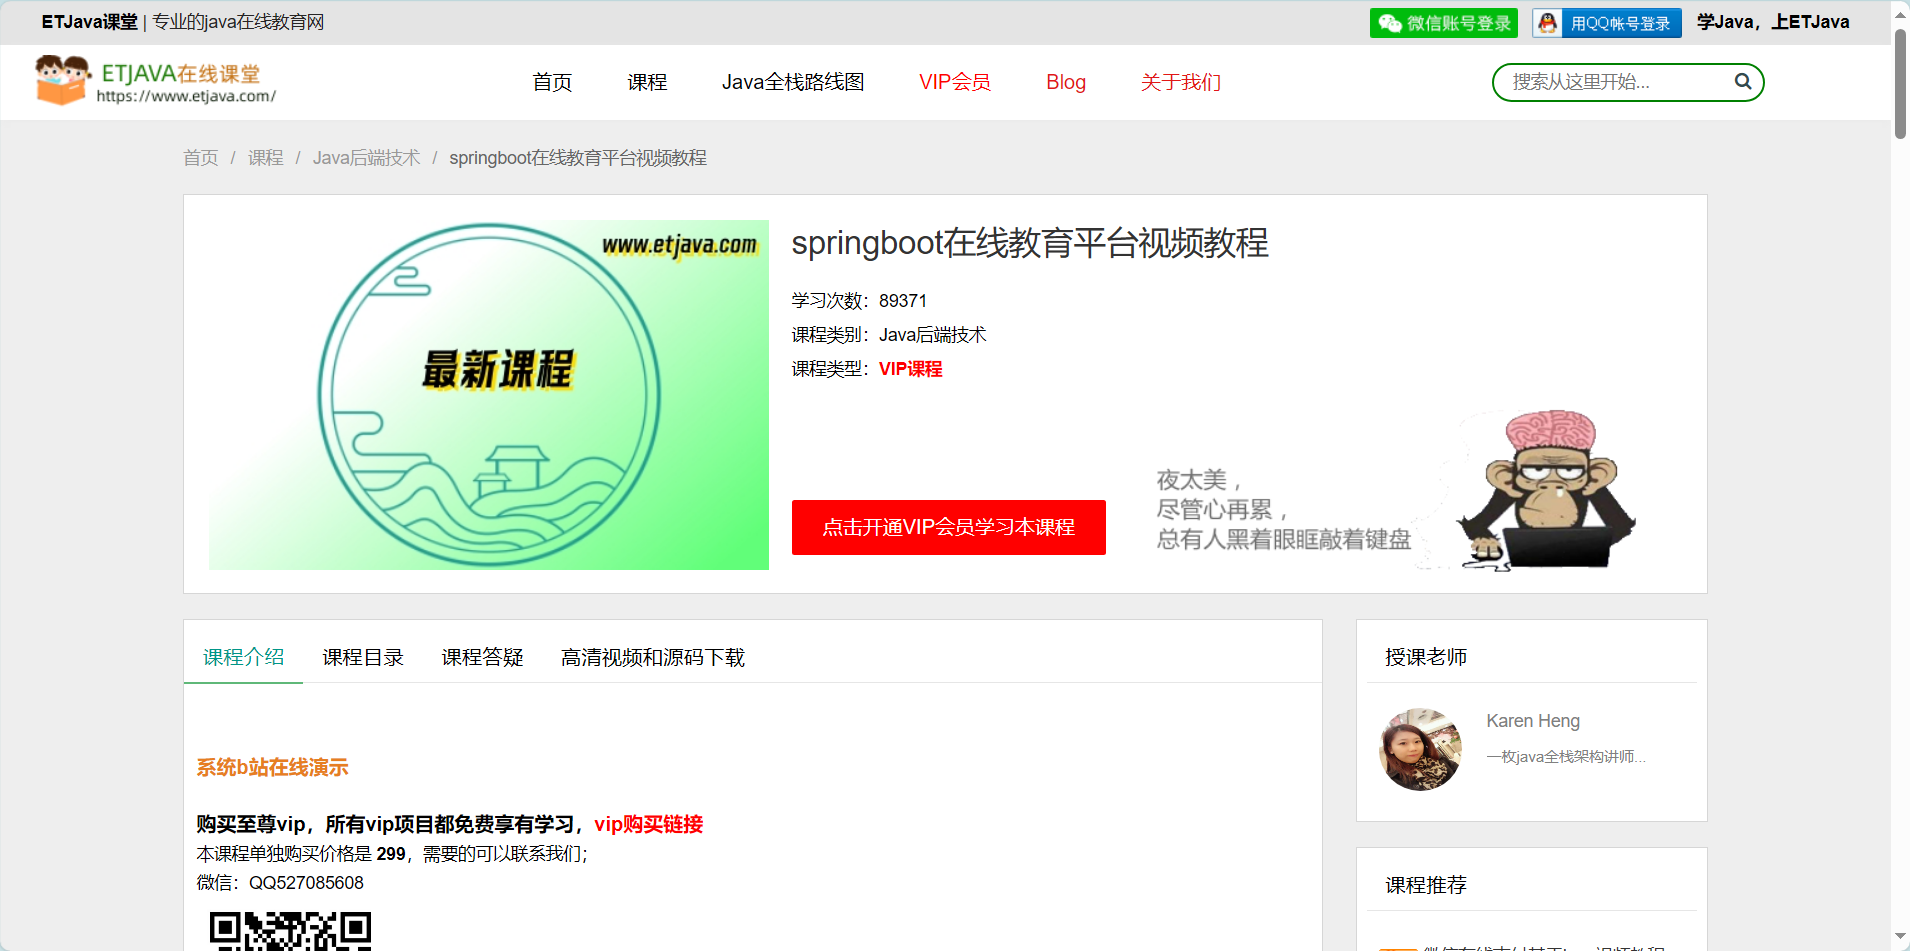 ETJava课堂 | 专业的java在线教育网
微信账号登录
用QQ帐号登录
学Java，上ETJava
ETJAVA在线课堂
https://www.etjava.com/
首页
课程
Java全栈路线图
VIP会员
Blog
关于我们
搜索从这里开始...
首页 / 课程 / Java后端技术 / springboot在线教育平台视频教程
www.etjava.com
最新课程
springboot在线教育平台视频教程
学习次数：89371
课程类别：Java后端技术
课程类型：VIP课程
点击开通VIP会员学习本课程
夜太美，
尽管心再累，
总有人黑着眼眶敲着键盘
课程介绍
课程目录
课程答疑
高清视频和源码下载
系统b站在线演示
购买至尊vip，所有vip项目都免费享有学习，vip购买链接
本课程单独购买价格是 299，需要的可以联系我们；
微信：QQ527085608
授课老师
Karen Heng
一枚java全栈架构讲师...
课程推荐